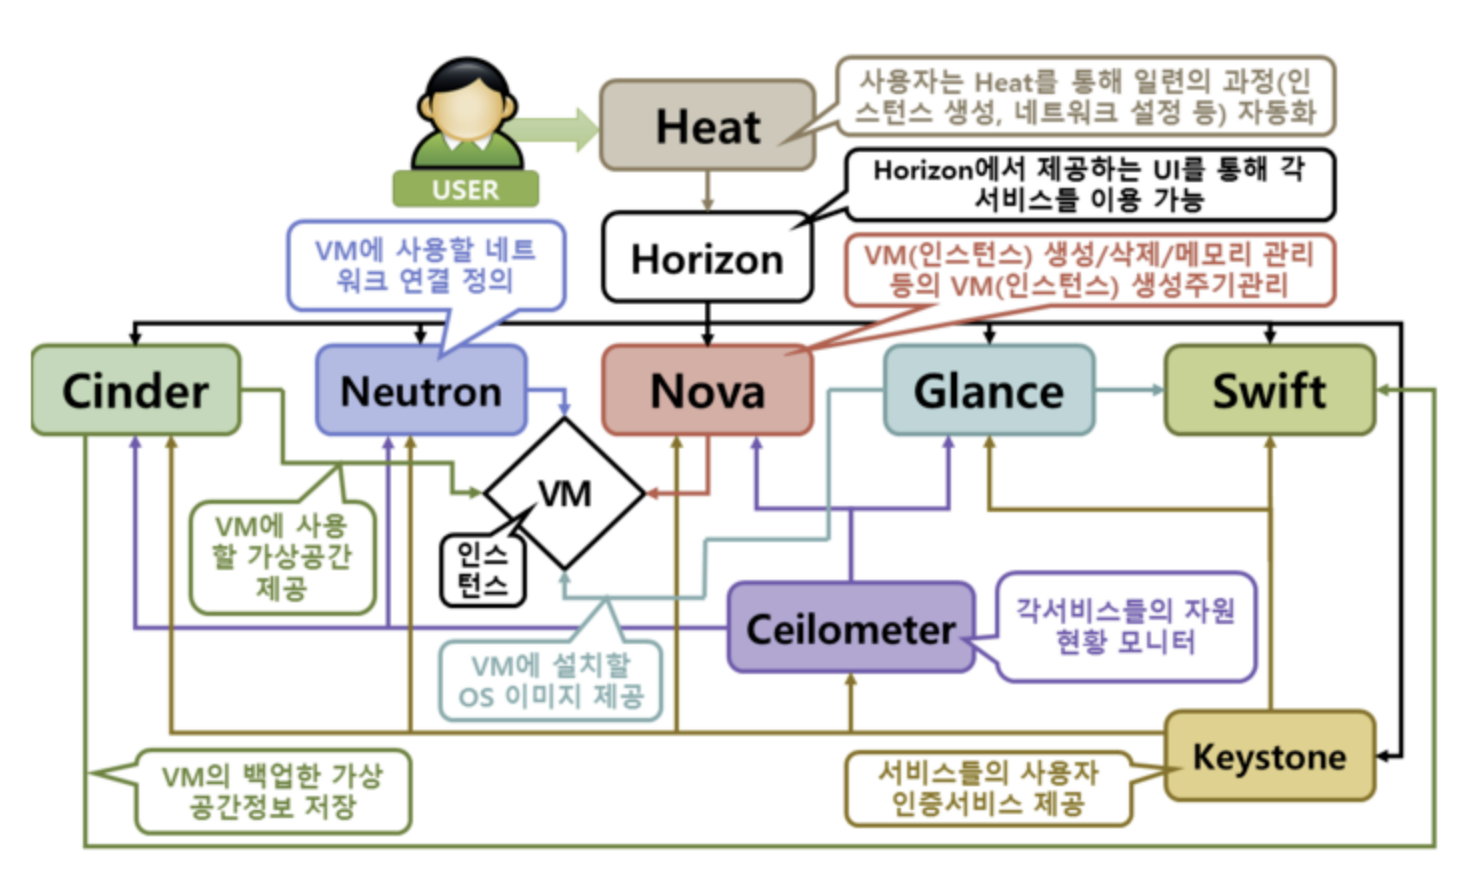 사용자는 Heat를 통해 일련의 과정(인
스턴스 생성, 네트워크 설정 등) 자동화
Heat
USER
Horizon에서 제공하는 UI를 통해 각
서비스들 이용 가능
VM에 사용할 네트
워크 연결 정의
Horizon
VM(인스턴스) 생성/삭제/메모리 관리
등의 VM(인스턴스) 생성주기관리
Cinder
Neutron
Nova
Glance
Swift
VM
VM에 사용
할 가상공간
제공
인스
턴스
Ceilometer
각서비스들의 자원
현황 모니터
VM에 설치할
OS 이미지 제공
Keystone
VM의 백업한 가상
공간정보 저장
서비스들의 사용자
인증서비스 제공